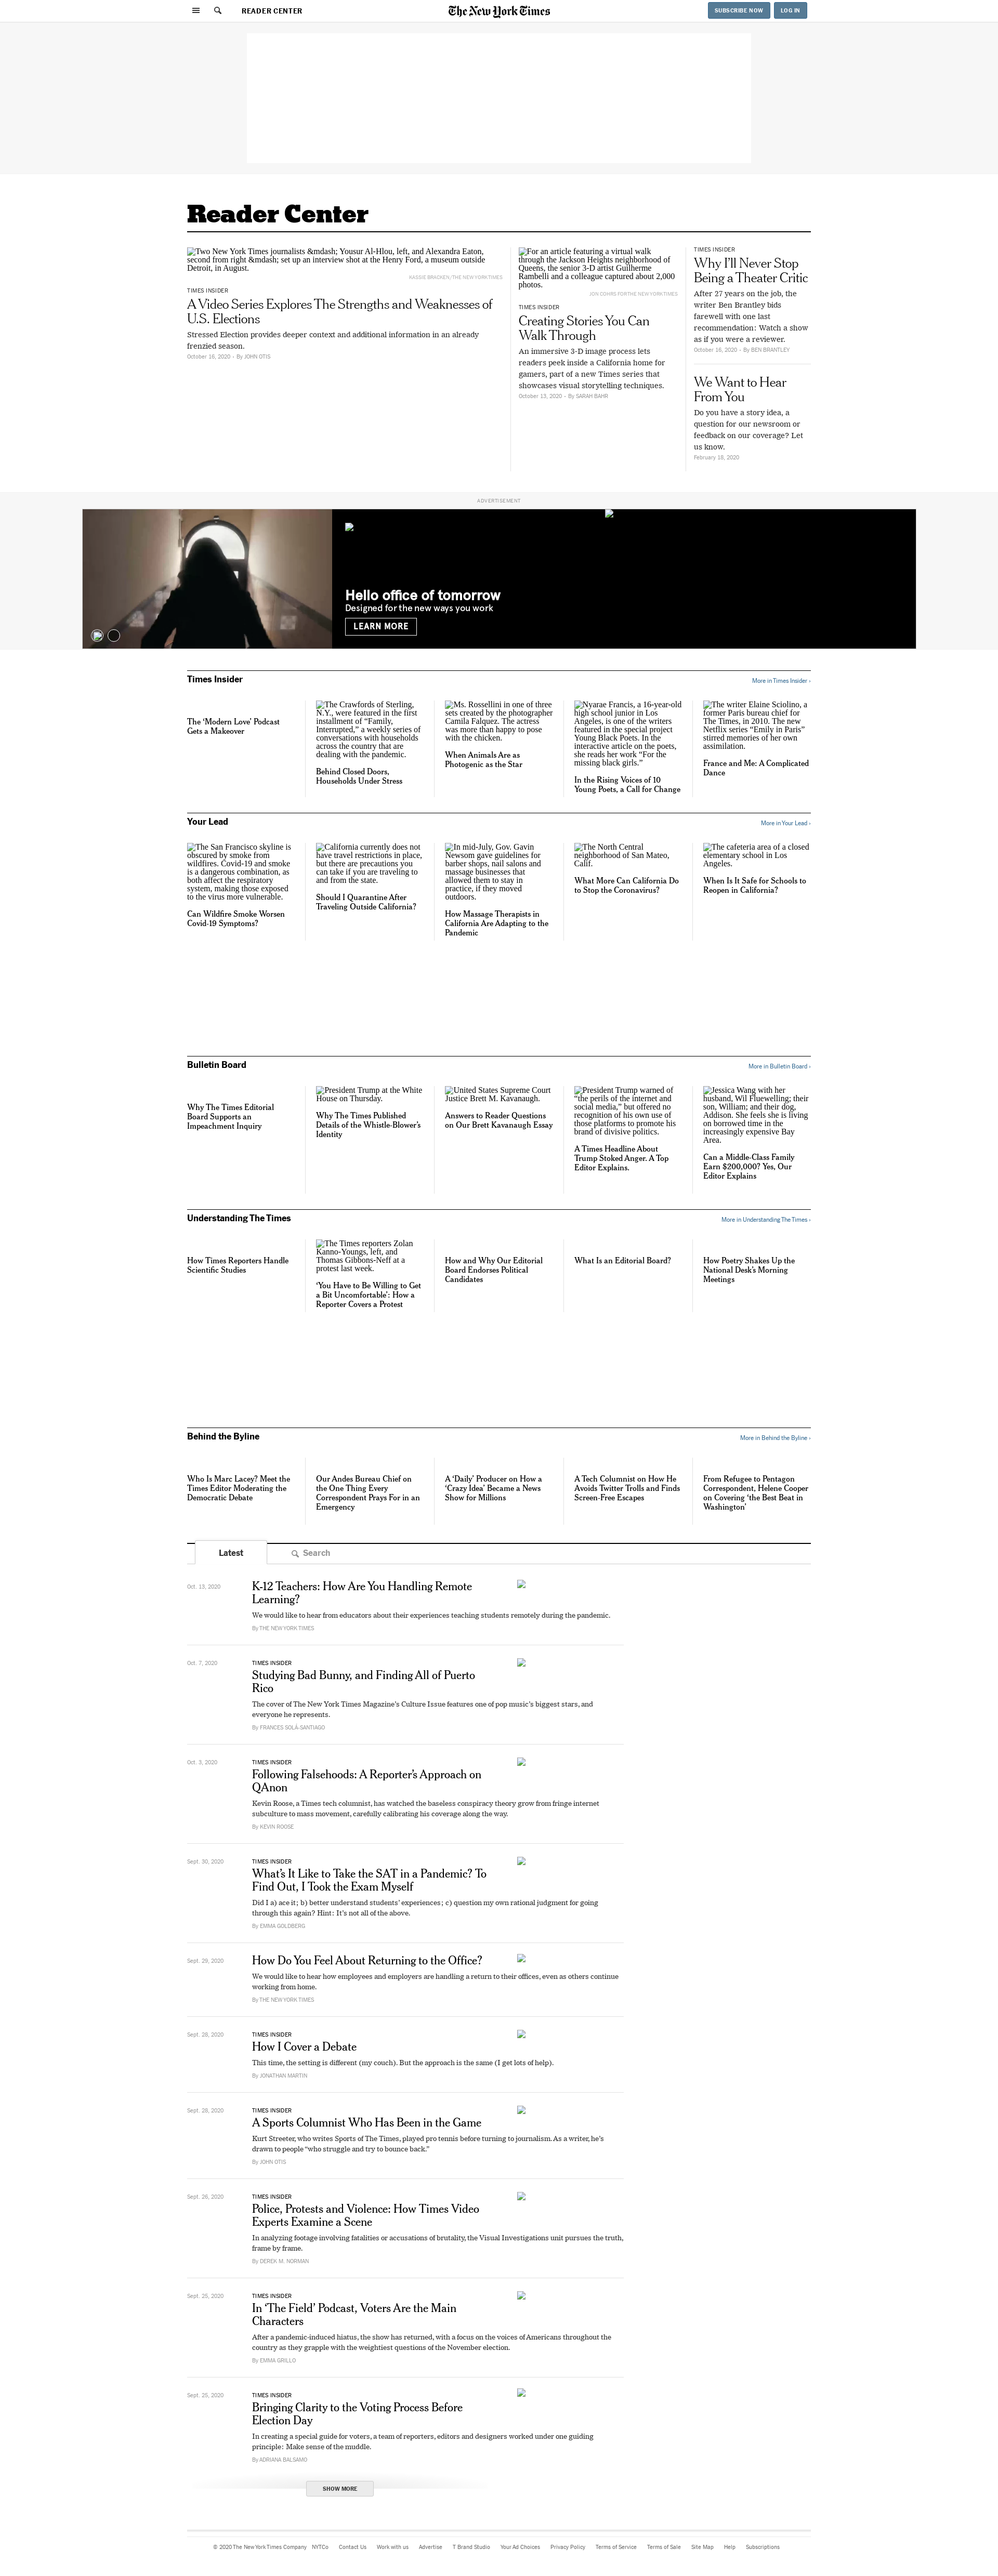 READER CENTER
The New York Times
SUBSCRIBE NOW
LOG IN
Reader Center
Two New York Times journalists &mdash; Yousur Al-Hlou, left, and Alexandra Eaton,
second from right &mdash; set up an interview shot at the Henry Ford, a museum outside
Detroit, in August.
HASSIE BRACKEN/THE NEW YORK TIMES
TIMES INSIDER
A Video Series Explores The Strengths and Weaknesses of
U.S. Elections
Stressed Election provides deeper context and additional information in an already
frenzied season.
October 16, 2020 - By JOHN OTIS
For an article featuring a virtual walk
through the Jackson Heights neighborhood of
Queens, the senior 3-D artist Guilherme
Rambelli and a colleague captured about 2,000
photos.
JON COHRS FOR THE NEW YORK TIMES
TIMES INSIDER
Creating Stories You Can
Walk Through
An immersive 3-D image process lets
readers peek inside a California home for
gamers, part of a new Times series that
showcases visual storytelling techniques.
October 13, 2020 - By SARAH BAHR
TIMES INSIDER
Why I’ll Never Stop
Being a Theater Critic
After 27 years on the job, the
writer Ben Brantley bids
farewell with one last
recommendation: Watch a show
as if you were a reviewer.
October 16, 2020 - By BEN BRANTLEY
We Want to Hear
From You
Do you have a story idea, a
question for our newsroom or
feedback on our coverage? Let
us know.
February 18, 2020
ADVERTISEMENT
Hello office of tomorrow
Designed for the new ways you work
LEARN MORE
Times Insider
More in Times Insider ›
The ‘Modern Love’ Podcast
Gets a Makeover
The Crawfords of Sterling,
N.Y., were featured in the first
installment of “Family,
Interrupted,” a weekly series of
conversations with households
across the country that are
dealing with the pandemic.
Behind Closed Doors,
Households Under Stress
Ms. Rossellini in one of three
sets created by the photographer
Camila Falquez. The actress
was more than happy to pose
with the chicken.
When Animals Are as
Photogenic as the Star
Nyarae Francis, a 16-year-old
high school junior in Los
Angeles, is one of the writers
featured in the special project
Young Black Poets. In the
interactive article on the poets,
she reads her work “For the
missing black girls.”
In the Rising Voices of 10
Young Poets, a Call for Change
The writer Elaine Sciolino, a
former Paris bureau chief for
The Times, in 2010. The new
Netflix series “Emily in Paris”
stirred memories of her own
assimilation.
France and Me: A Complicated
Dance
Your Lead
More in Your Lead ›
The San Francisco skyline is
obscured by smoke from
wildfires. Covid-19 and smoke
is a dangerous combination, as
both affect the respiratory
system, making those exposed
to the virus more vulnerable.
Can Wildfire Smoke Worsen
Covid-19 Symptoms?
California currently does not
have travel restrictions in place,
but there are precautions you
can take if you are traveling to
and from the state.
Should I Quarantine After
Traveling Outside California?
In mid-July, Gov. Gavin
Newsom gave guidelines for
barber shops, nail salons and
massage businesses that
allowed them to stay in
practice, if they moved
outdoors.
How Massage Therapists in
California Are Adapting to the
Pandemic
The North Central
neighborhood of San Mateo,
Calif.
What More Can California Do
to Stop the Coronavirus?
The cafeteria area of a closed
elementary school in Los
Angeles.
When Is It Safe for Schools to
Reopen in California?
Bulletin Board
More in Bulletin Board ›
Why The Times Editorial
Board Supports an
Impeachment Inquiry
President Trump at the White
House on Thursday.
Why The Times Published
Details of the Whistle-Blower’s
Identity
United States Supreme Court
Justice Brett M. Kavanaugh.
Answers to Reader Questions
on Our Brett Kavanaugh Essay
President Trump warned of
“the perils of the internet and
social media,” but offered no
recognition of his own use of
those platforms to promote his
brand of divisive politics.
A Times Headline About
Trump Stoked Anger. A Top
Editor Explains.
Jessica Wang with her
husband, Wil Fluewelling; their
son, William; and their dog,
Addison. She feels she is living
on borrowed time in the
increasingly expensive Bay
Area.
Can a Middle-Class Family
Earn $200,000? Yes, Our
Editor Explains
Understanding The Times
More in Understanding The Times ›
How Times Reporters Handle
Scientific Studies
The Times reporters Zolan
Kanno-Youngs, left, and
Thomas Gibbons-Neff at a
protest last week.
‘You Have to Be Willing to Get
a Bit Uncomfortable’: How a
Reporter Covers a Protest
How and Why Our Editorial
Board Endorses Political
Candidates
What Is an Editorial Board?
How Poetry Shakes Up the
National Desk’s Morning
Meetings
Behind the Byline
More in Behind the Byline ›
Who Is Marc Lacey? Meet the
Times Editor Moderating the
Democratic Debate
Our Andes Bureau Chief on
the One Thing Every
Correspondent Prays For in an
Emergency
A ‘Daily’ Producer on How a
‘Crazy Idea’ Became a News
Show for Millions
A Tech Columnist on How He
Avoids Twitter Trolls and Finds
Screen-Free Escapes
From Refugee to Pentagon
Correspondent, Helene Cooper
on Covering ‘the Best Beat in
Washington’
Latest
Search
Oct. 13, 2020
K-12 Teachers: How Are You Handling Remote
Learning?
We would like to hear from educators about their experiences teaching students remotely during the pandemic.
By THE NEW YORK TIMES
Oct. 7, 2020
TIMES INSIDER
Studying Bad Bunny, and Finding All of Puerto
Rico
The cover of The New York Times Magazine’s Culture Issue features one of pop music’s biggest stars, and
everyone he represents.
By FRANCES SOLÁ-SANTIAGO
Oct. 3, 2020
TIMES INSIDER
Following Falsehoods: A Reporter’s Approach on
QAnon
Kevin Roose, a Times tech columnist, has watched the baseless conspiracy theory grow from fringe internet
subculture to mass movement, carefully calibrating his coverage along the way.
By KEVIN ROOSE
Sept. 30, 2020
TIMES INSIDER
What’s It Like to Take the SAT in a Pandemic? To
Find Out, I Took the Exam Myself
Did I a) ace it; b) better understand students’ experiences; c) question my own rational judgment for going
through this again? Hint: It’s not all of the above.
By EMMA GOLDBERG
Sept. 29, 2020
How Do You Feel About Returning to the Office?
We would like to hear how employees and employers are handling a return to their offices, even as others continue
working from home.
By THE NEW YORK TIMES
Sept. 28, 2020
TIMES INSIDER
How I Cover a Debate
This time, the setting is different (my couch). But the approach is the same (I get lots of help).
By JONATHAN MARTIN
Sept. 28, 2020
TIMES INSIDER
A Sports Columnist Who Has Been in the Game
Kurt Streeter, who writes Sports of The Times, played pro tennis before turning to journalism. As a writer, he’s
drawn to people “who struggle and try to bounce back.”
By JOHN OTIS
Sept. 26, 2020
TIMES INSIDER
Police, Protests and Violence: How Times Video
Experts Examine a Scene
In analyzing footage involving fatalities or accusations of brutality, the Visual Investigations unit pursues the truth,
frame by frame.
By DEREK M. NORMAN
Sept. 25, 2020
TIMES INSIDER
In ‘The Field’ Podcast, Voters Are the Main
Characters
After a pandemic-induced hiatus, the show has returned, with a focus on the voices of Americans throughout the
country as they grapple with the weightiest questions of the November election.
By EMMA GRILLO
Sept. 25, 2020
TIMES INSIDER
Bringing Clarity to the Voting Process Before
Election Day
In creating a special guide for voters, a team of reporters, editors and designers worked under one guiding
principle: Make sense of the muddle.
By ADRIANA BALSAMO
SHOW MORE
© 2020 The New York Times Company NYTCo Contact Us Work with us Advertise T Brand Studio Your Ad Choices Privacy Policy Terms of Service Terms of Sale Site Map Help Subscriptions